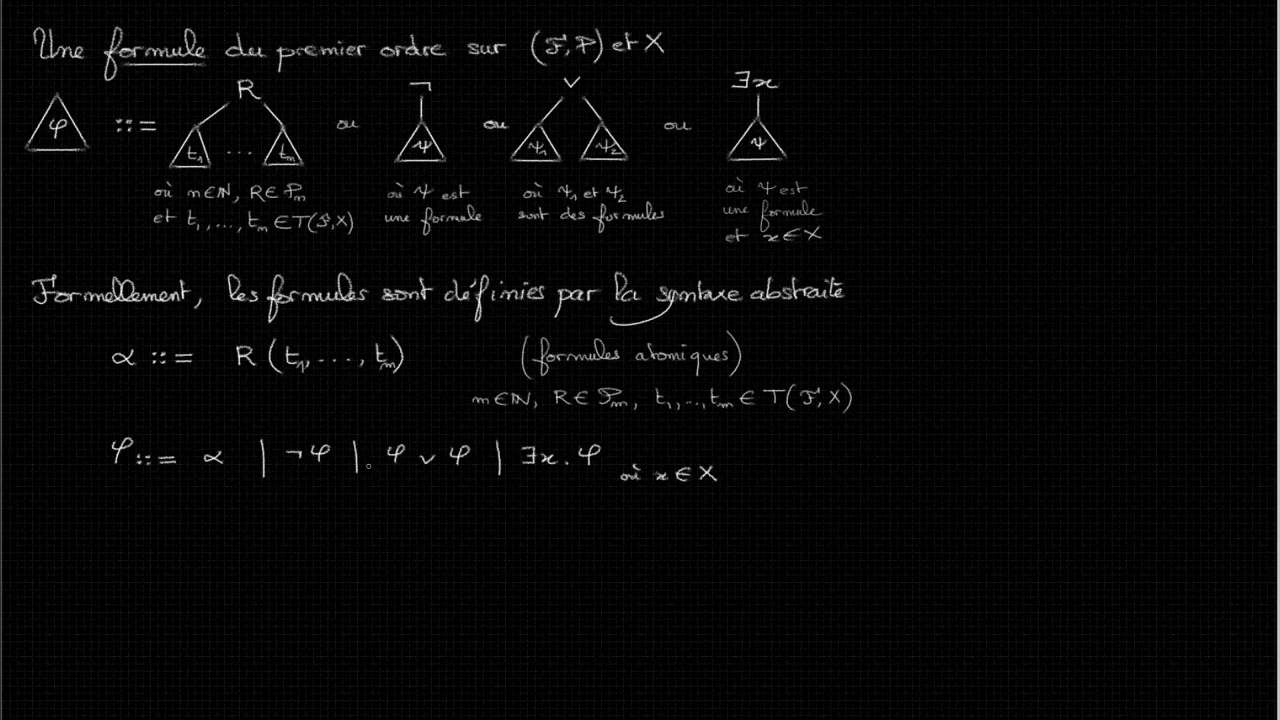 Une formule du premier ordre sur (F, P) et X
R ¬ ∨ ∃x
φ ::= t₁ ... tₘ ou ψ ou ψ₁ ψ₂ ou ψ
où m∈ℕ, R∈Pₘ où ψ est où ψ₁ et ψ₂ où ψ est
et t₁, ..., tₘ ∈ T(F, X) une formule sont des formules une formule
et x∈X
Formellement, les formules sont définies par la syntaxe abstraite
α ::= R(t₁, ..., tₘ) (formules atomiques)
m∈ℕ, R∈Pₘ, t₁, .., tₘ ∈ T(F, X)
φ ::= α | ¬φ | φ ∨ φ | ∃x.φ où x∈X